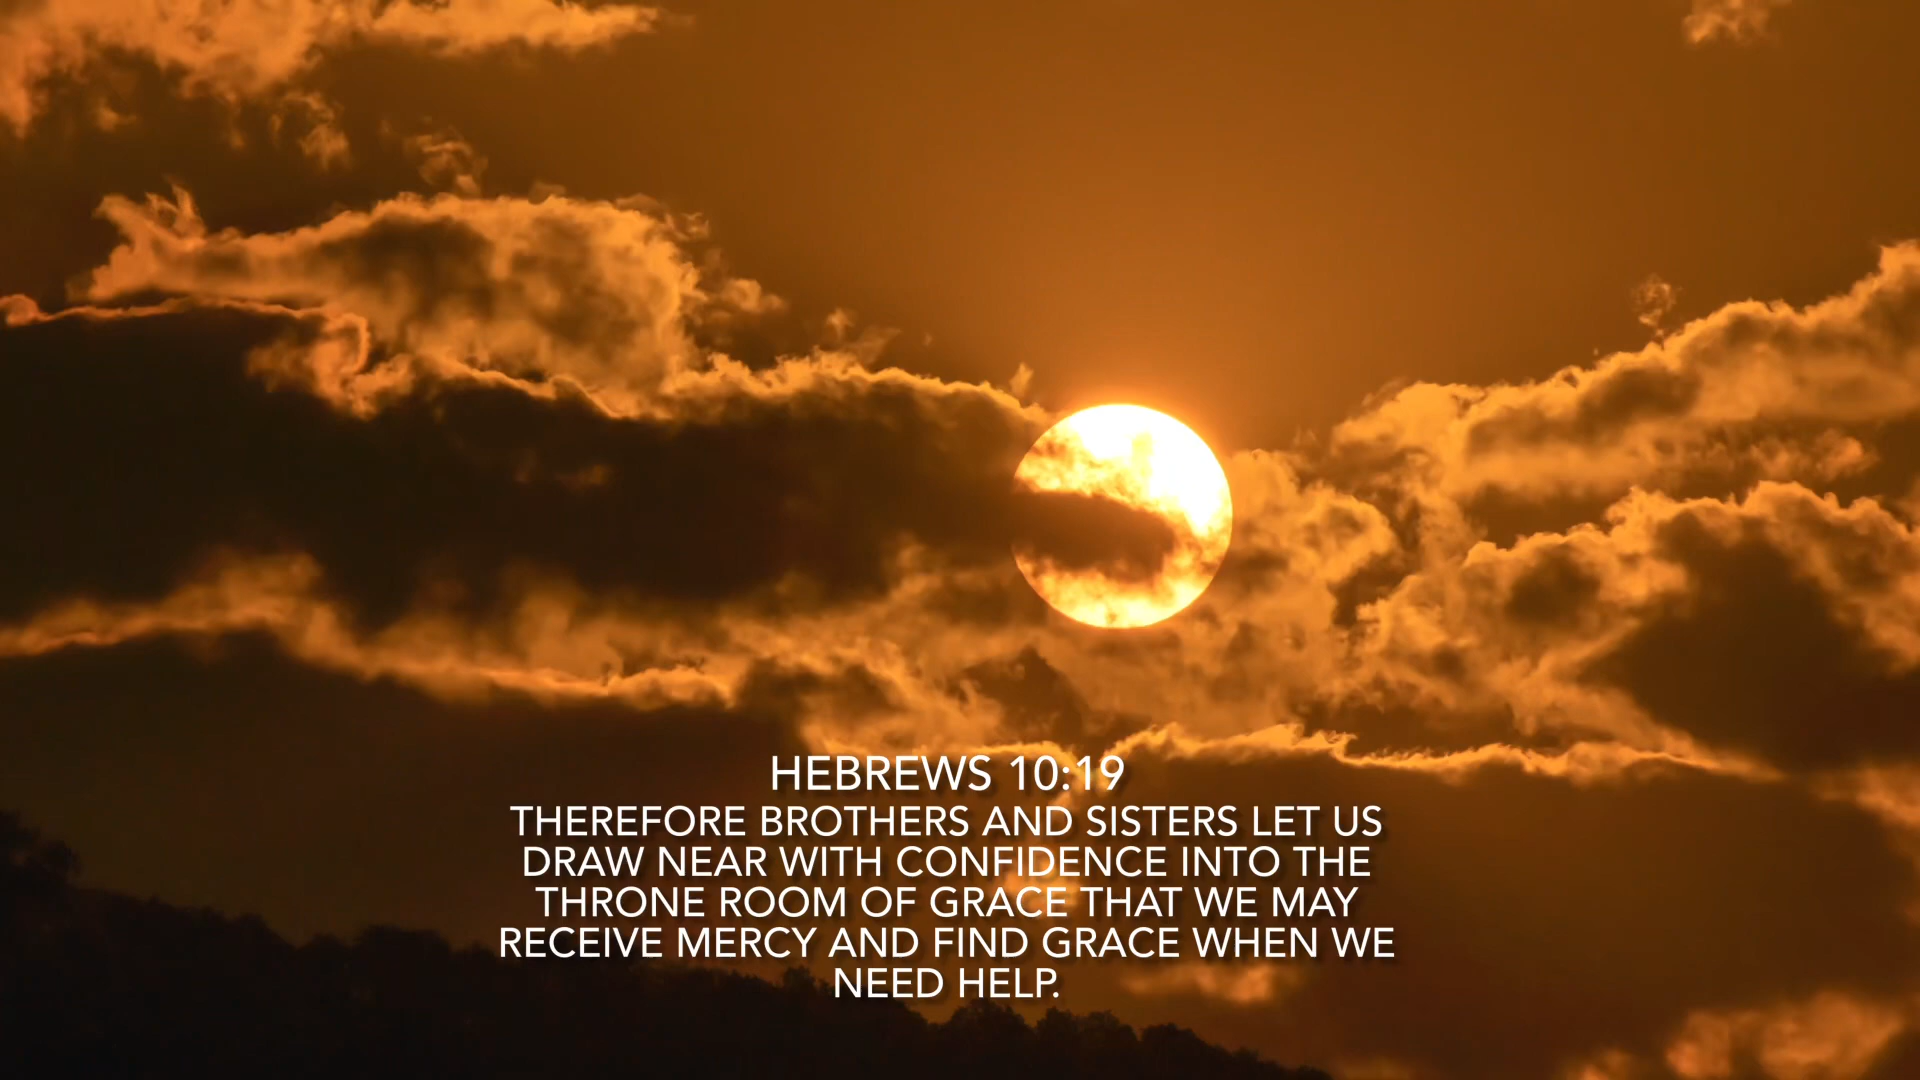 HEBREWS 10:19
THEREFORE BROTHERS AND SISTERS LET US
DRAW NEAR WITH CONFIDENCE INTO THE
THRONE ROOM OF GRACE THAT WE MAY
RECEIVE MERCY AND FIND GRACE WHEN WE
NEED HELP.